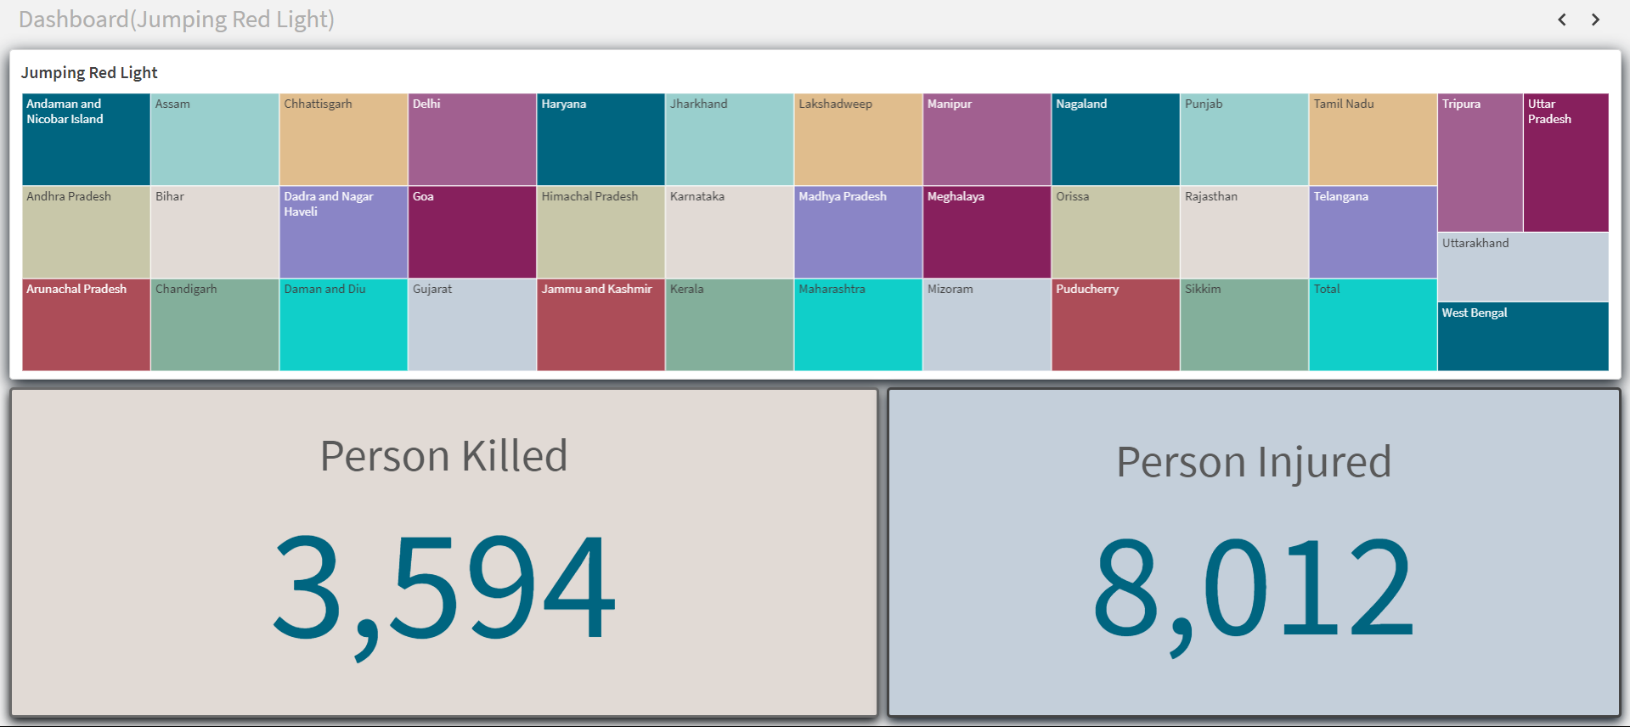 Dashboard(Jumping Red Light)
Jumping Red Light
Andaman and
Nicobar Island
Assam
Chhattisgarh
Delhi
Haryana
Jharkhand
Lakshadweep
Manipur
Nagaland
Punjab
Tamil Nadu
Tripura
Uttar
Pradesh
Andhra Pradesh
Bihar
Dadra and Nagar
Haveli
Goa
Himachal Pradesh
Karnataka
Madhya Pradesh
Meghalaya
Orissa
Rajasthan
Telangana
Uttarakhand
Arunachal Pradesh
Chandigarh
Daman and Diu
Gujarat
Jammu and Kashmir
Kerala
Maharashtra
Mizoram
Puducherry
Sikkim
Total
West Bengal
Person Killed
3,594
Person Injured
8,012